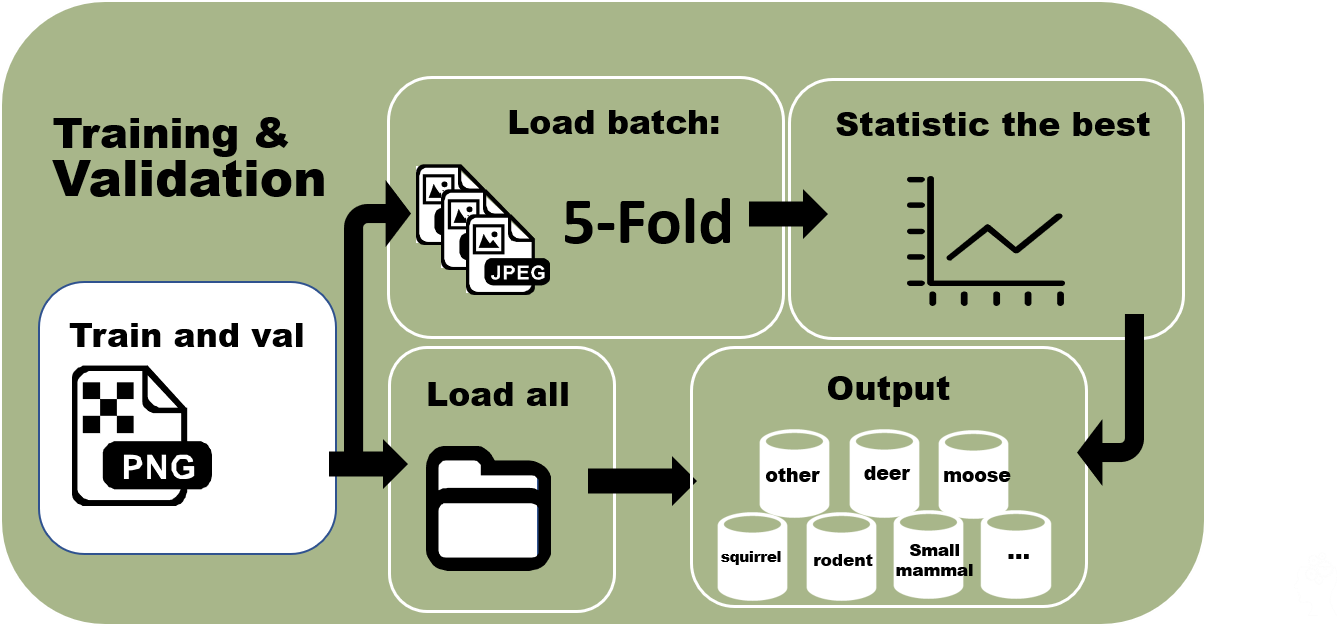 Training &
Validation
Train and val
PNG
Load batch:
JPEG
5-Fold
Statistic the best
Load all
Output
other
deer
moose
squirrel
rodent
Small
mammal
...